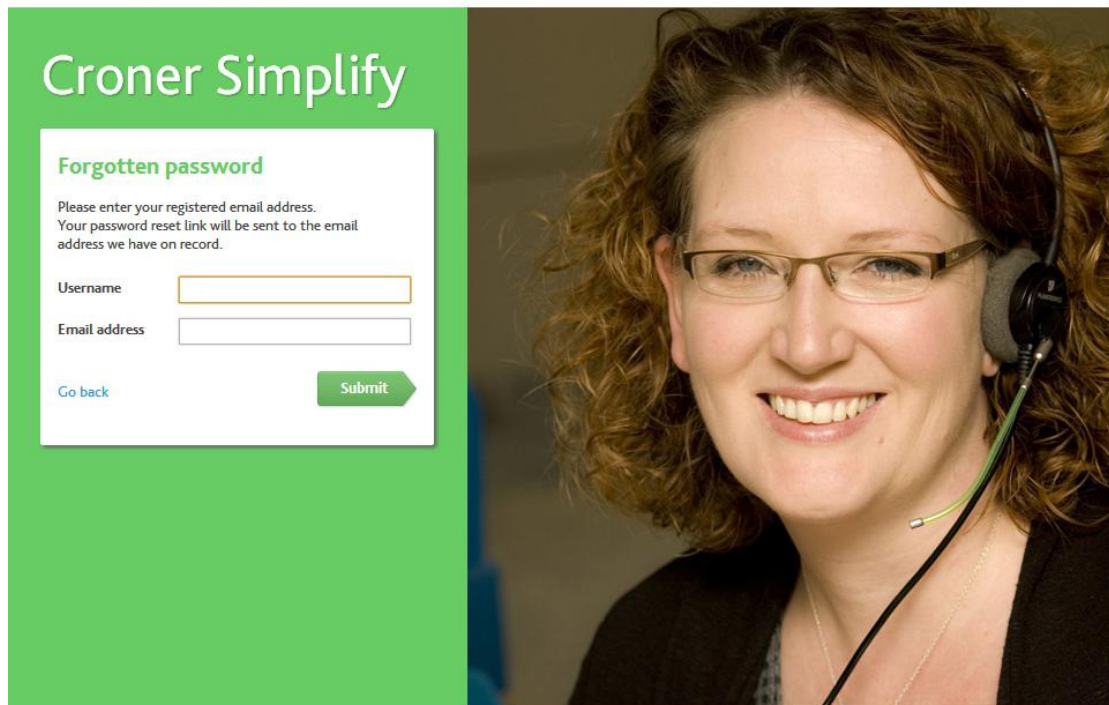 Croner Simplify
Forgotten password
Please enter your registered email address.
Your password reset link will be sent to the email
address we have on record.
Username
Email address
Go back
Submit